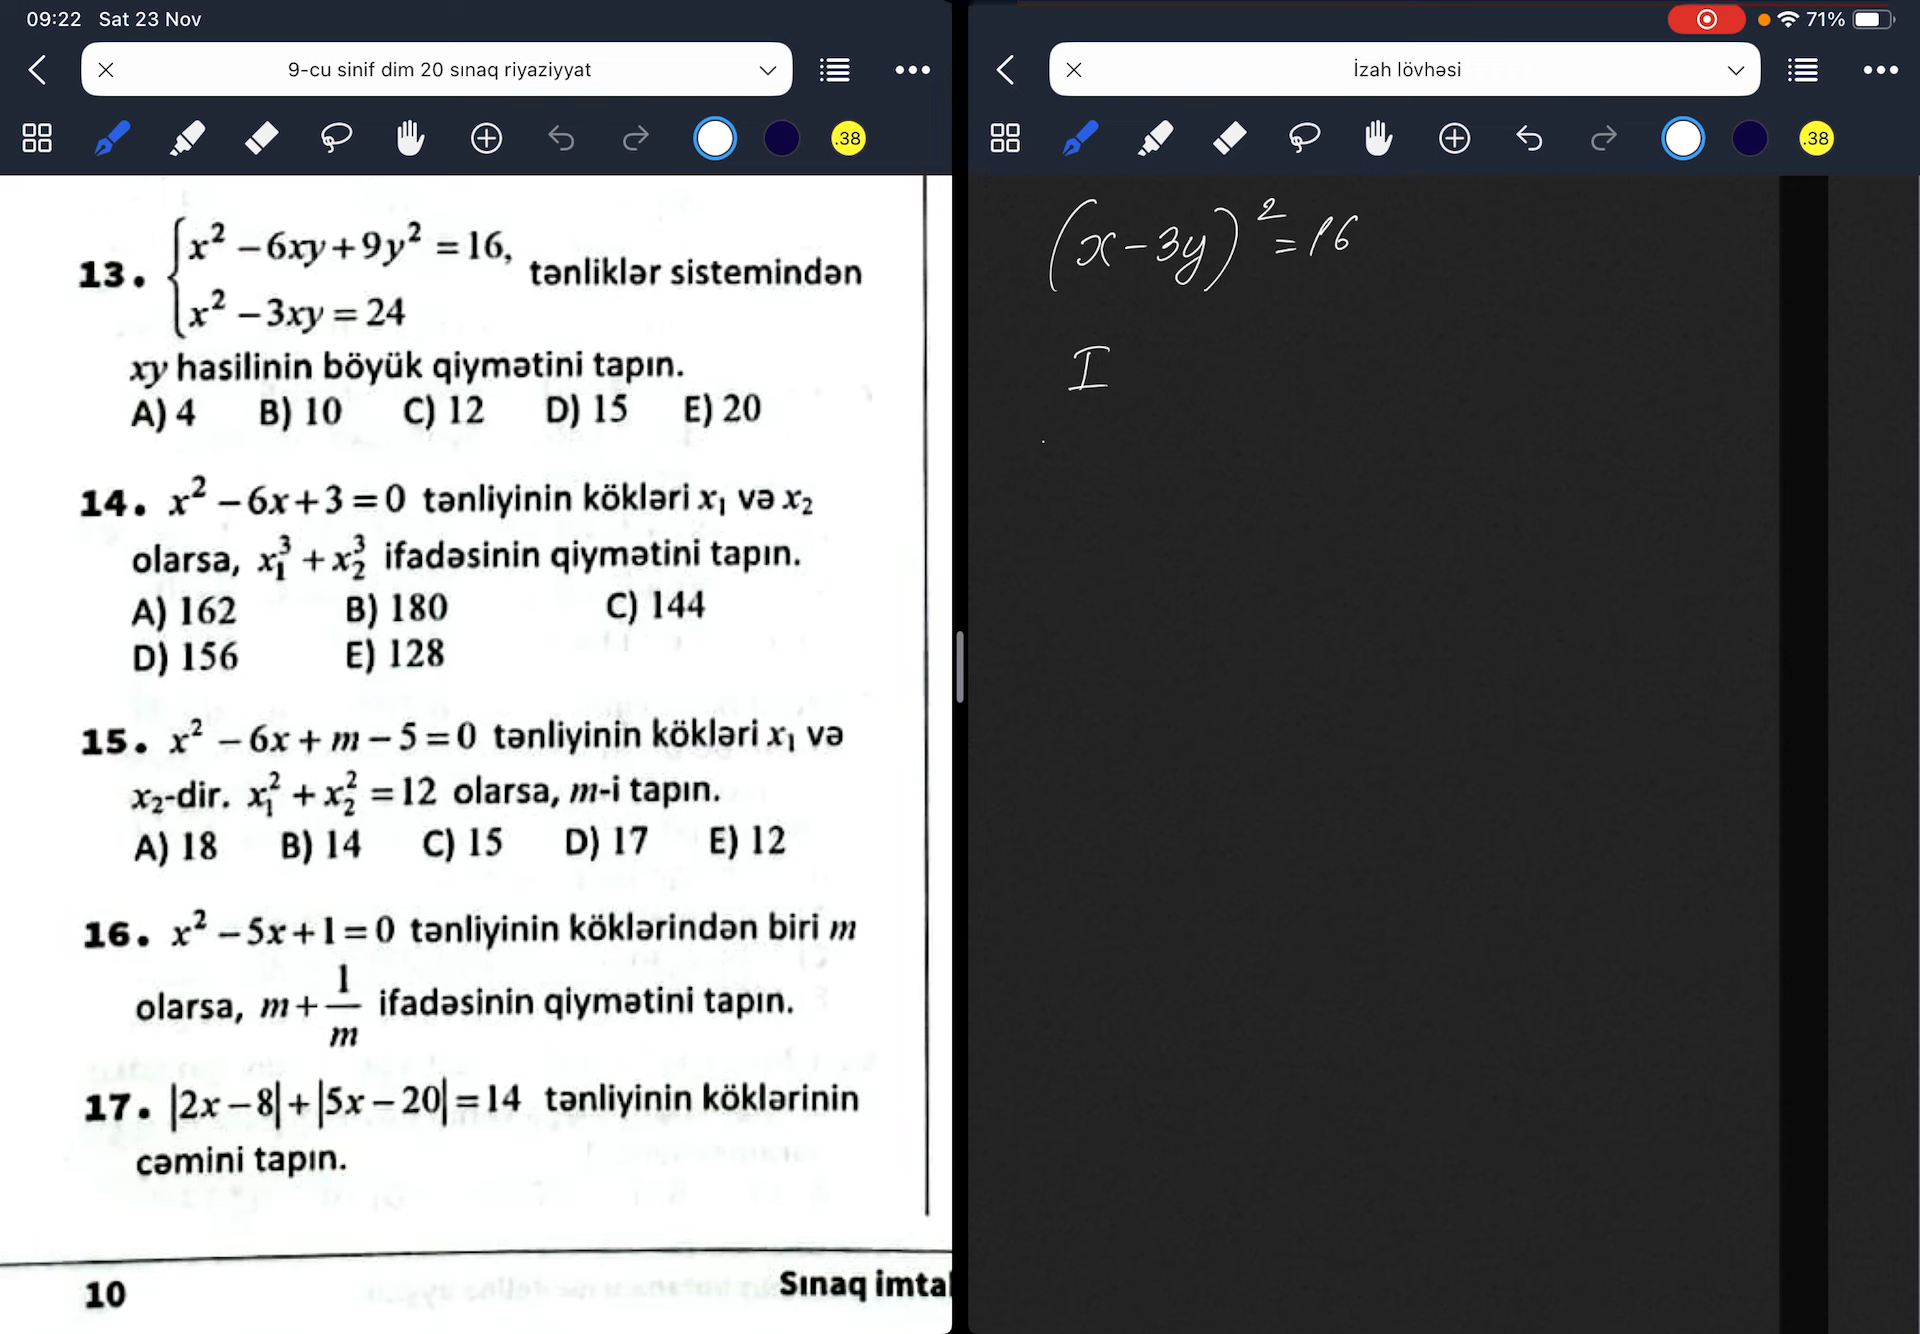 09:22 Sat 23 Nov
71%
9-cu sinif dim 20 sınaq riyaziyyat
İzah lövhəsi
.38
.38
13. {x² – 6xy + 9y² = 16,
x² – 3xy = 24 tənliklər sistemindən
xy hasilinin böyük qiymətini tapın.
A) 4 B) 10 C) 12 D) 15 E) 20
14. x² – 6x + 3 = 0 tənliyinin kökləri x₁ və x₂
olarsa, x₁³ + x₂³ ifadəsinin qiymətini tapın.
A) 162 B) 180 C) 144
D) 156 E) 128
15. x² – 6x + m – 5 = 0 tənliyinin kökləri x₁ və
x₂-dir. x₁² + x₂² = 12 olarsa, m-i tapın.
A) 18 B) 14 C) 15 D) 17 E) 12
16. x² – 5x + 1 = 0 tənliyinin köklərindən biri m
olarsa, m + 1/m ifadəsinin qiymətini tapın.
17. |2x – 8| + |5x – 20| = 14 tənliyinin köklərinin
cəmini tapın.
10 Sınaq imta
(x – 3y)² = 16
I